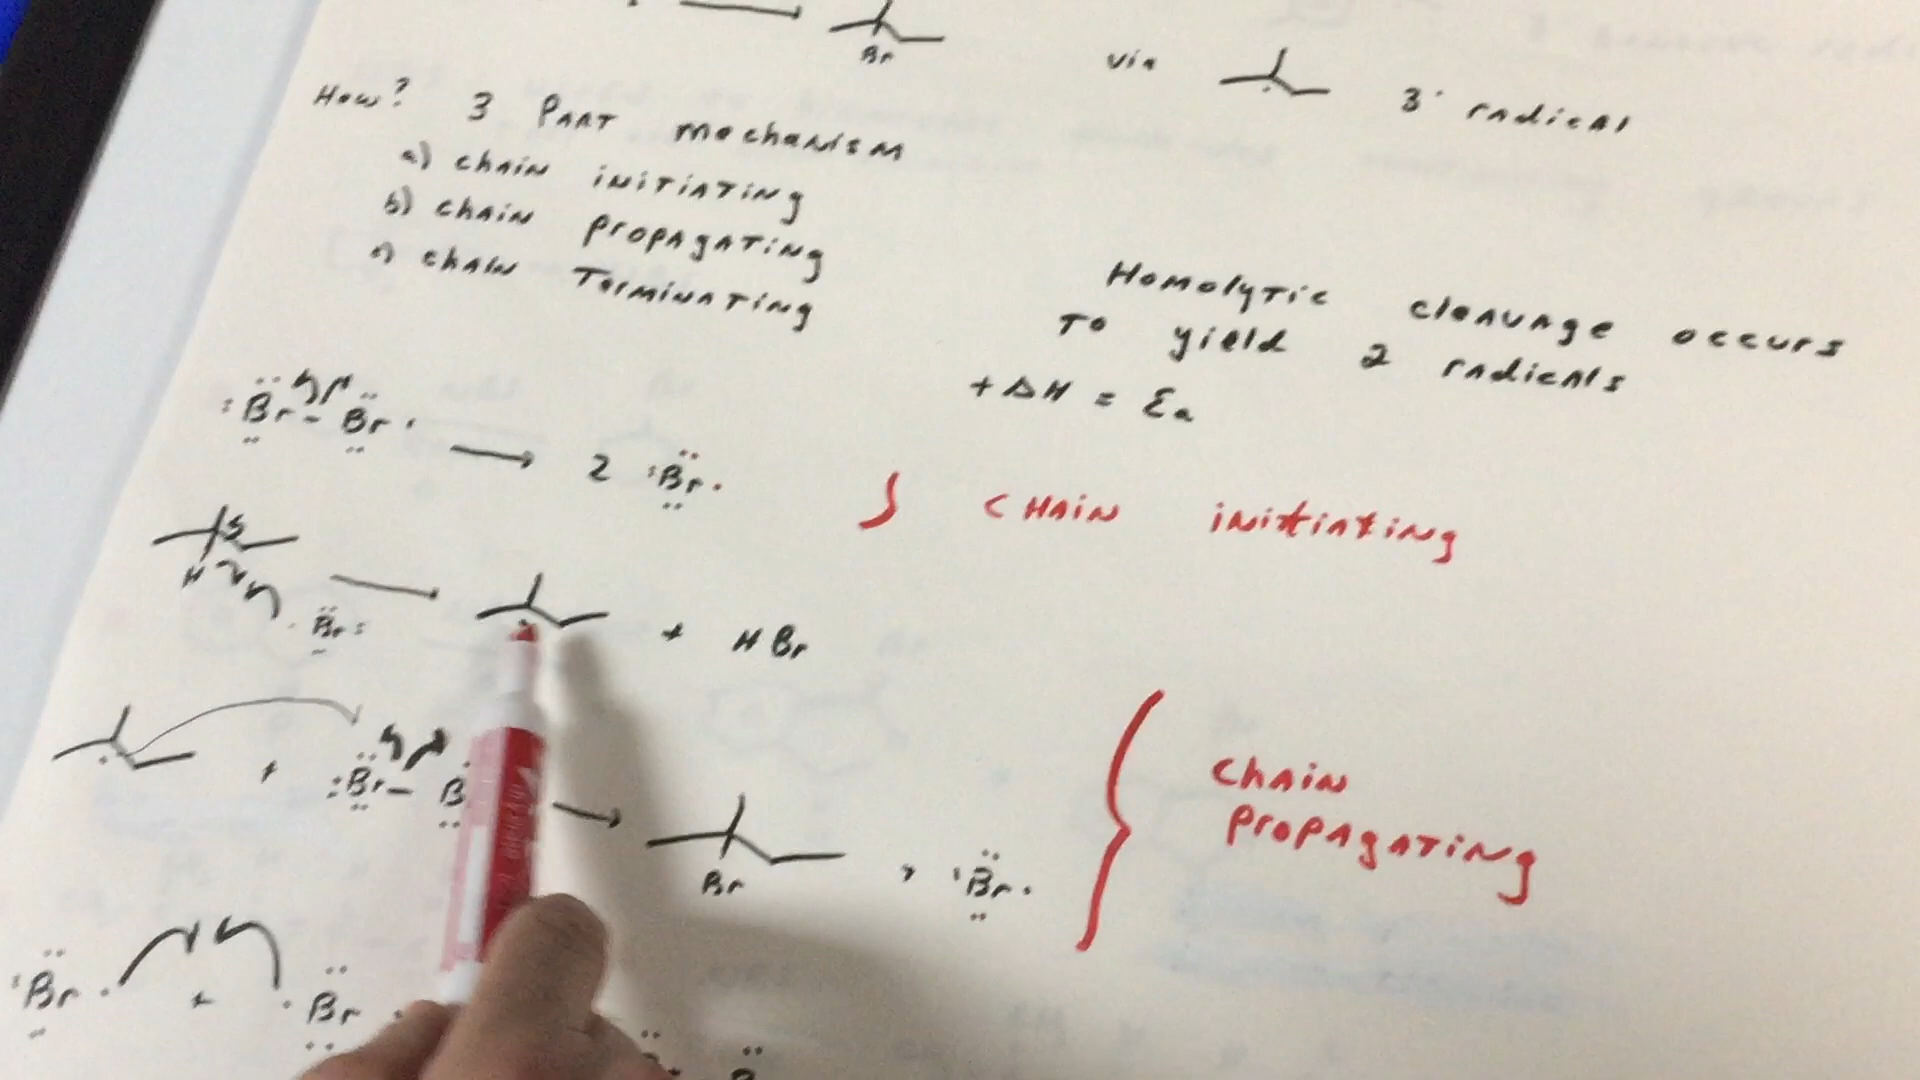 Br
via 3° radical
How? 3 Part mechanism
a) chain initiating
b) chain propagating
c) chain Terminating
Homolytic cleavage occurs
To yield 2 radicals
+ΔH = Ea
:Br-Br· → 2 :Br·
} CHAIN initiating
H ·Br: → + HBr
+ :Br- B → Br , :Br·
} Chain
propagating
:Br· + ·Br